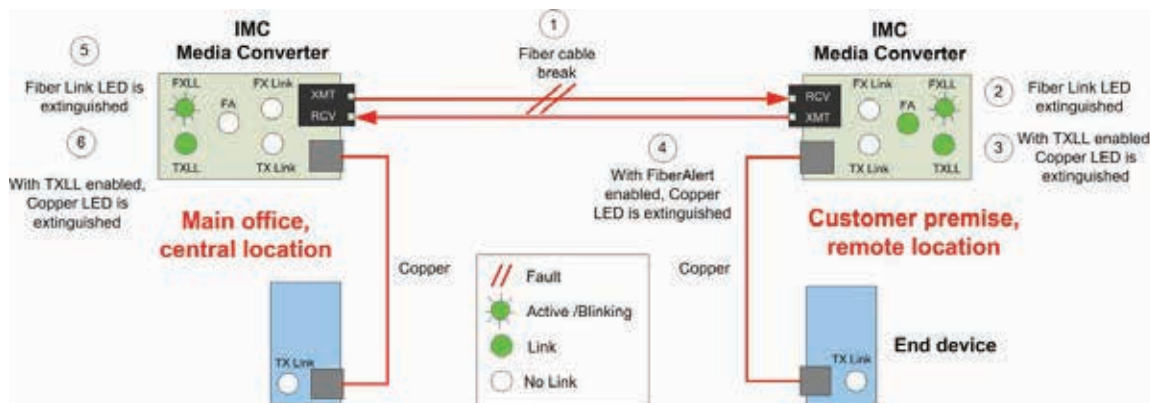 IMC
Media Converter
5
Fiber Link LED is
extinguished
6
With TXLL enabled,
Copper LED is
extinguished
FXLL
FX Link
FA
XMT
RCV
TXLL
TX Link
1
Fiber cable
break
IMC
Media Converter
RCV
XMT
FX Link
FXLL
FA
TX Link
TXLL
2
Fiber Link LED
extinguished
3
With TXLL enabled
Copper LED is
extinguished
4
With FiberAlert
enabled, Copper
LED is extinguished
Main office,
central location
Customer premise,
remote location
Copper
Copper
Fault
Active /Blinking
Link
No Link
TX Link
TX Link
End device